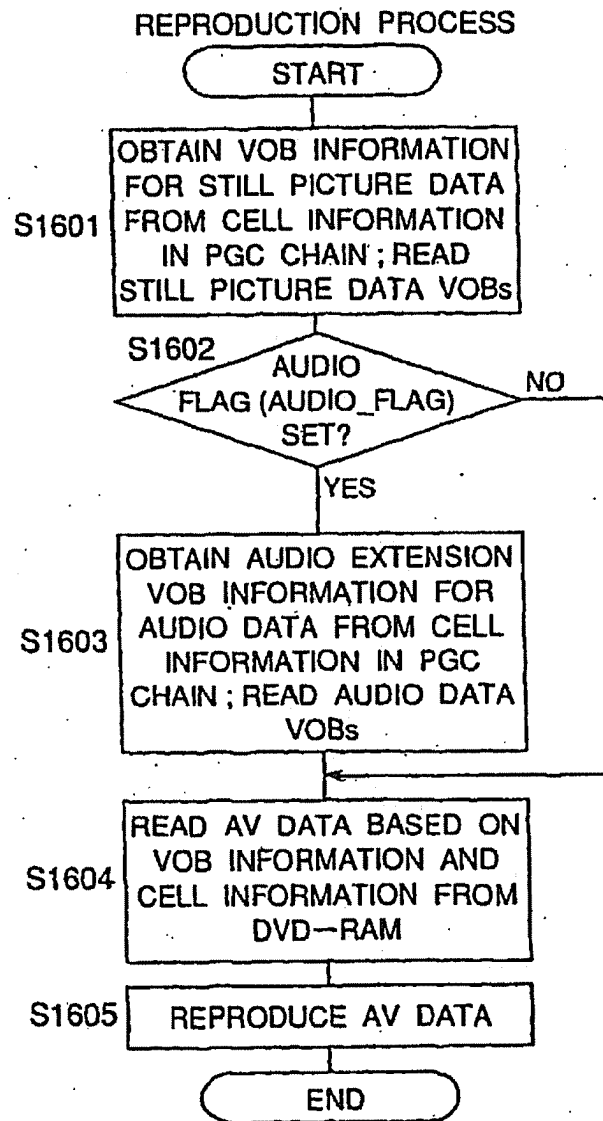 REPRODUCTION PROCESS
START
S1601
OBTAIN VOB INFORMATION
FOR STILL PICTURE DATA
FROM CELL INFORMATION
IN PGC CHAIN ; READ
STILL PICTURE DATA VOBs
S1602
AUDIO
FLAG (AUDIO_FLAG)
SET?
NO
YES
S1603
OBTAIN AUDIO EXTENSION
VOB INFORMATION FOR
AUDIO DATA FROM CELL
INFORMATION IN PGC
CHAIN ; READ AUDIO DATA
VOBs
S1604
READ AV DATA BASED ON
VOB INFORMATION AND
CELL INFORMATION FROM
DVD-RAM
S1605
REPRODUCE AV DATA
END